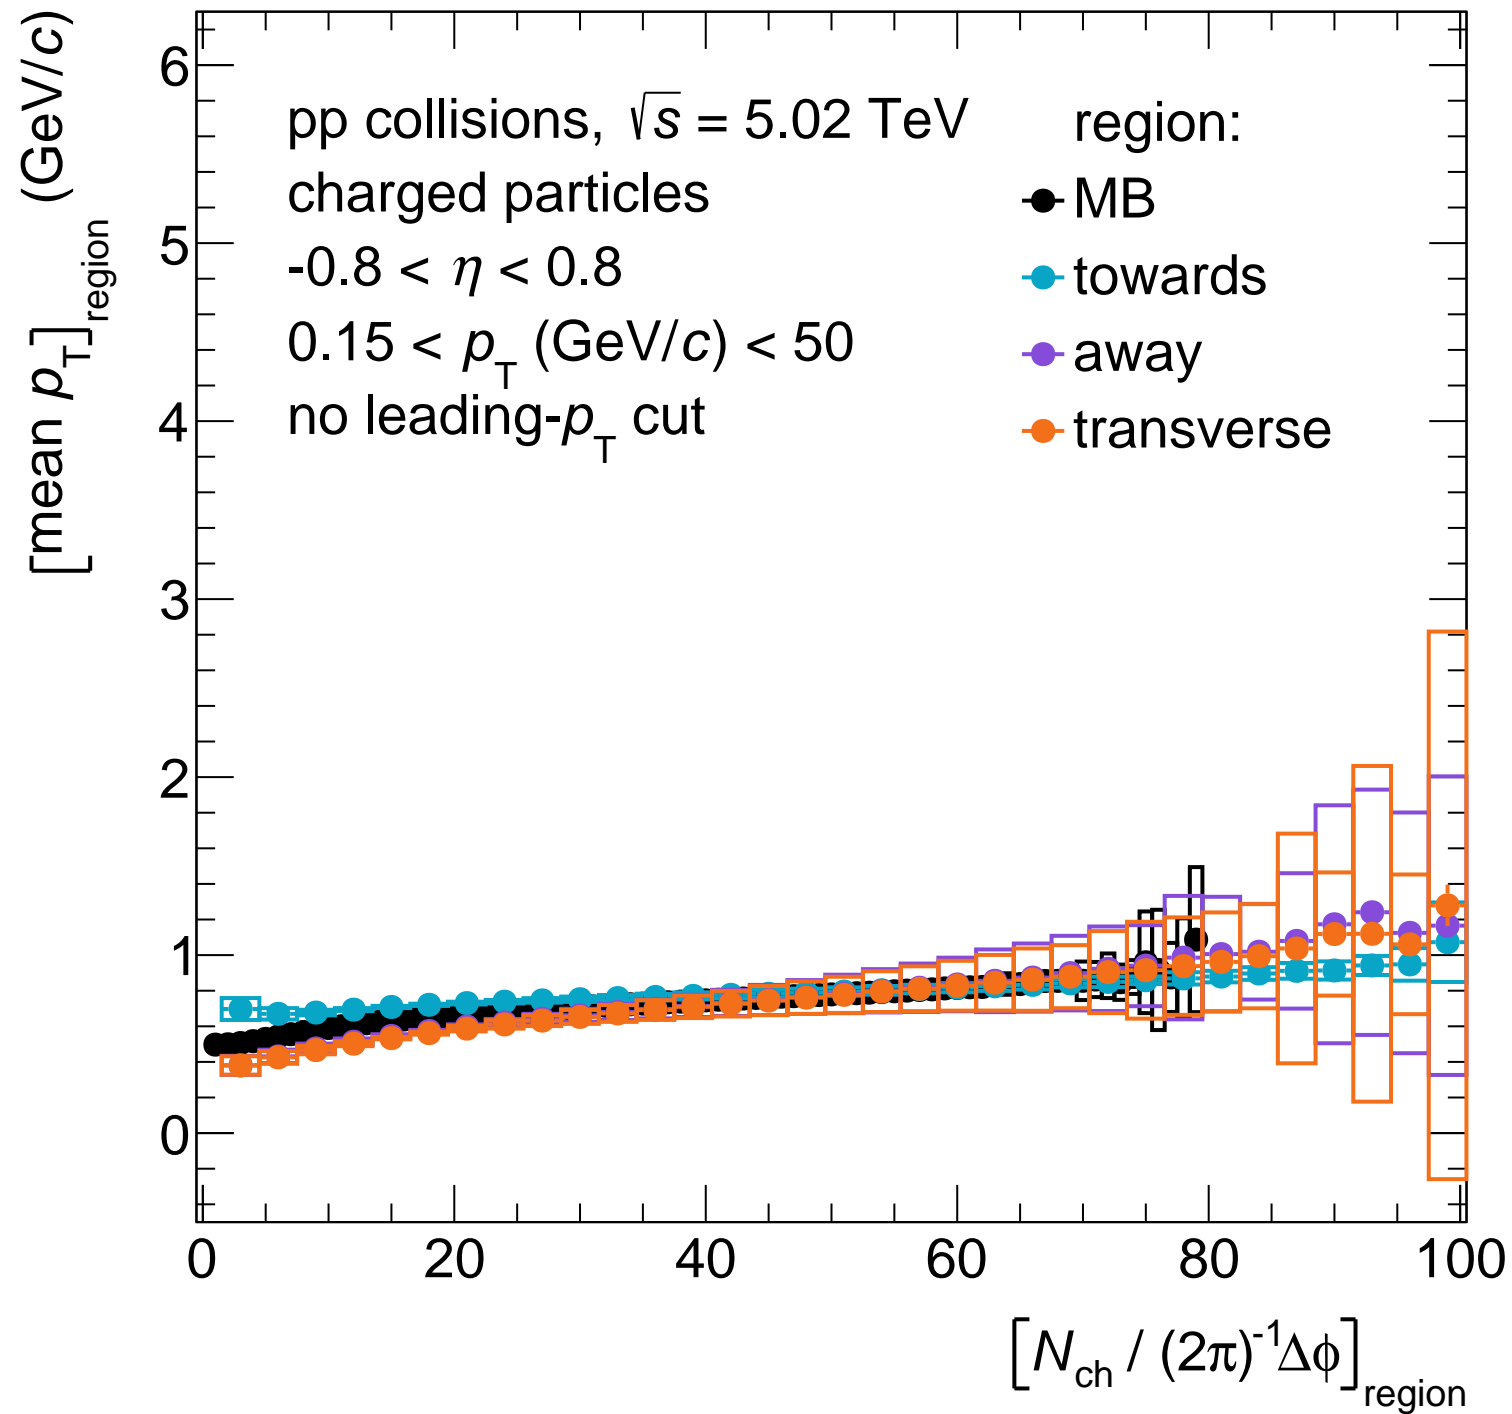 [mean pT]region (GeV/c)
6
5
4
3
2
1
0
pp collisions, √s = 5.02 TeV
charged particles
-0.8 < η < 0.8
0.15 < pT (GeV/c) < 50
no leading-pT cut
region:
MB
towards
away
transverse
0 20 40 60 80 100
[Nch / (2π)-1Δϕ]region